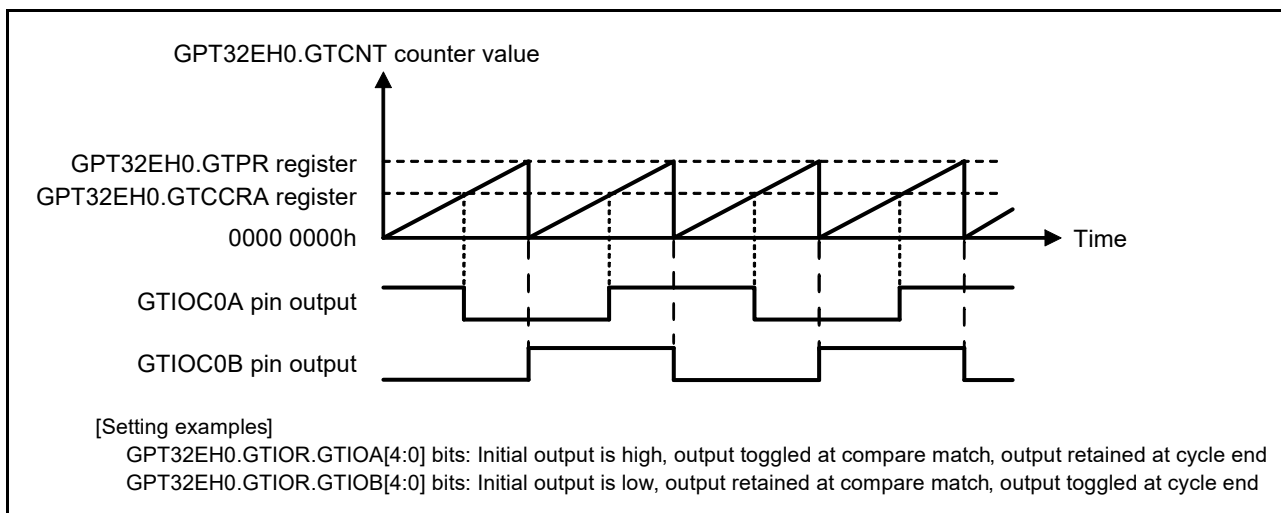 GPT32EH0.GTCNT counter value
GPT32EH0.GTPR register
GPT32EH0.GTCCRA register
0000 0000h
Time
GTIOC0A pin output
GTIOC0B pin output
[Setting examples]
GPT32EH0.GTIOR.GTIOA[4:0] bits: Initial output is high, output toggled at compare match, output retained at cycle end
GPT32EH0.GTIOR.GTIOB[4:0] bits: Initial output is low, output retained at compare match, output toggled at cycle end